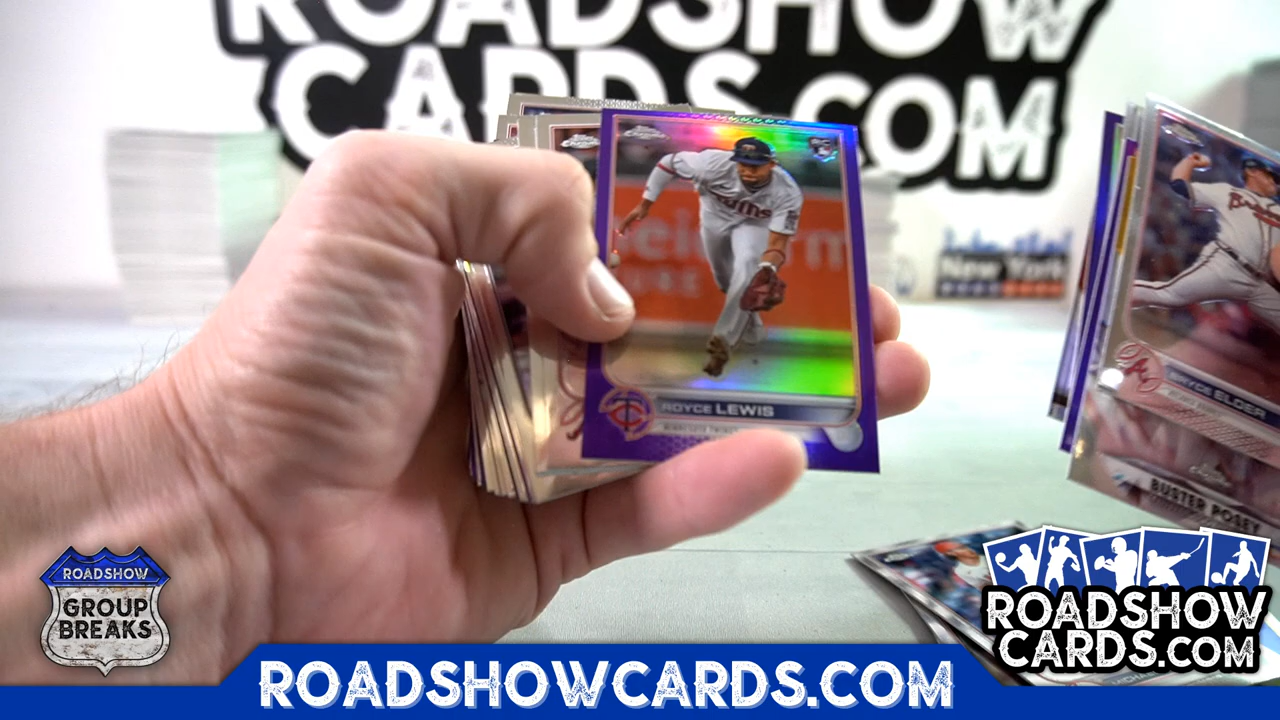 ROADSHOW
CARDS.COM
New York
Twins
ROYCE LEWIS
TC
BRYCE ELDER
BUSTER POSEY
ROADSHOW
GROUP
BREAKS
ROADSHOW
CARDS.COM
ROADSHOWCARDS.COM